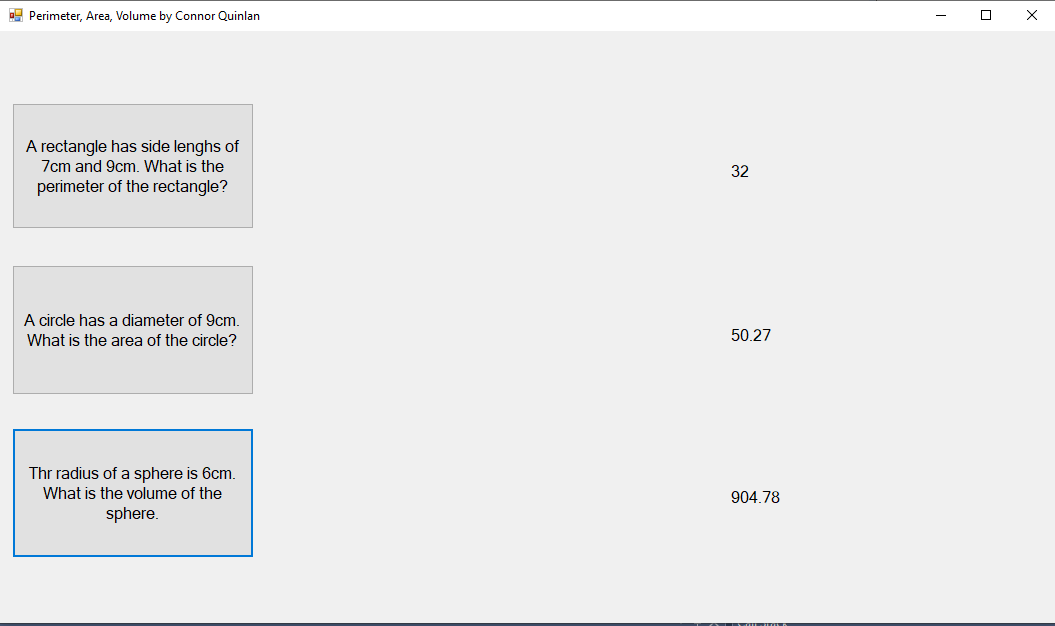 Perimeter, Area, Volume by Connor Quinlan
A rectangle has side lenghs of
7cm and 9cm. What is the
perimeter of the rectangle?
32
A circle has a diameter of 9cm.
What is the area of the circle?
50.27
Thr radius of a sphere is 6cm.
What is the volume of the
sphere.
904.78